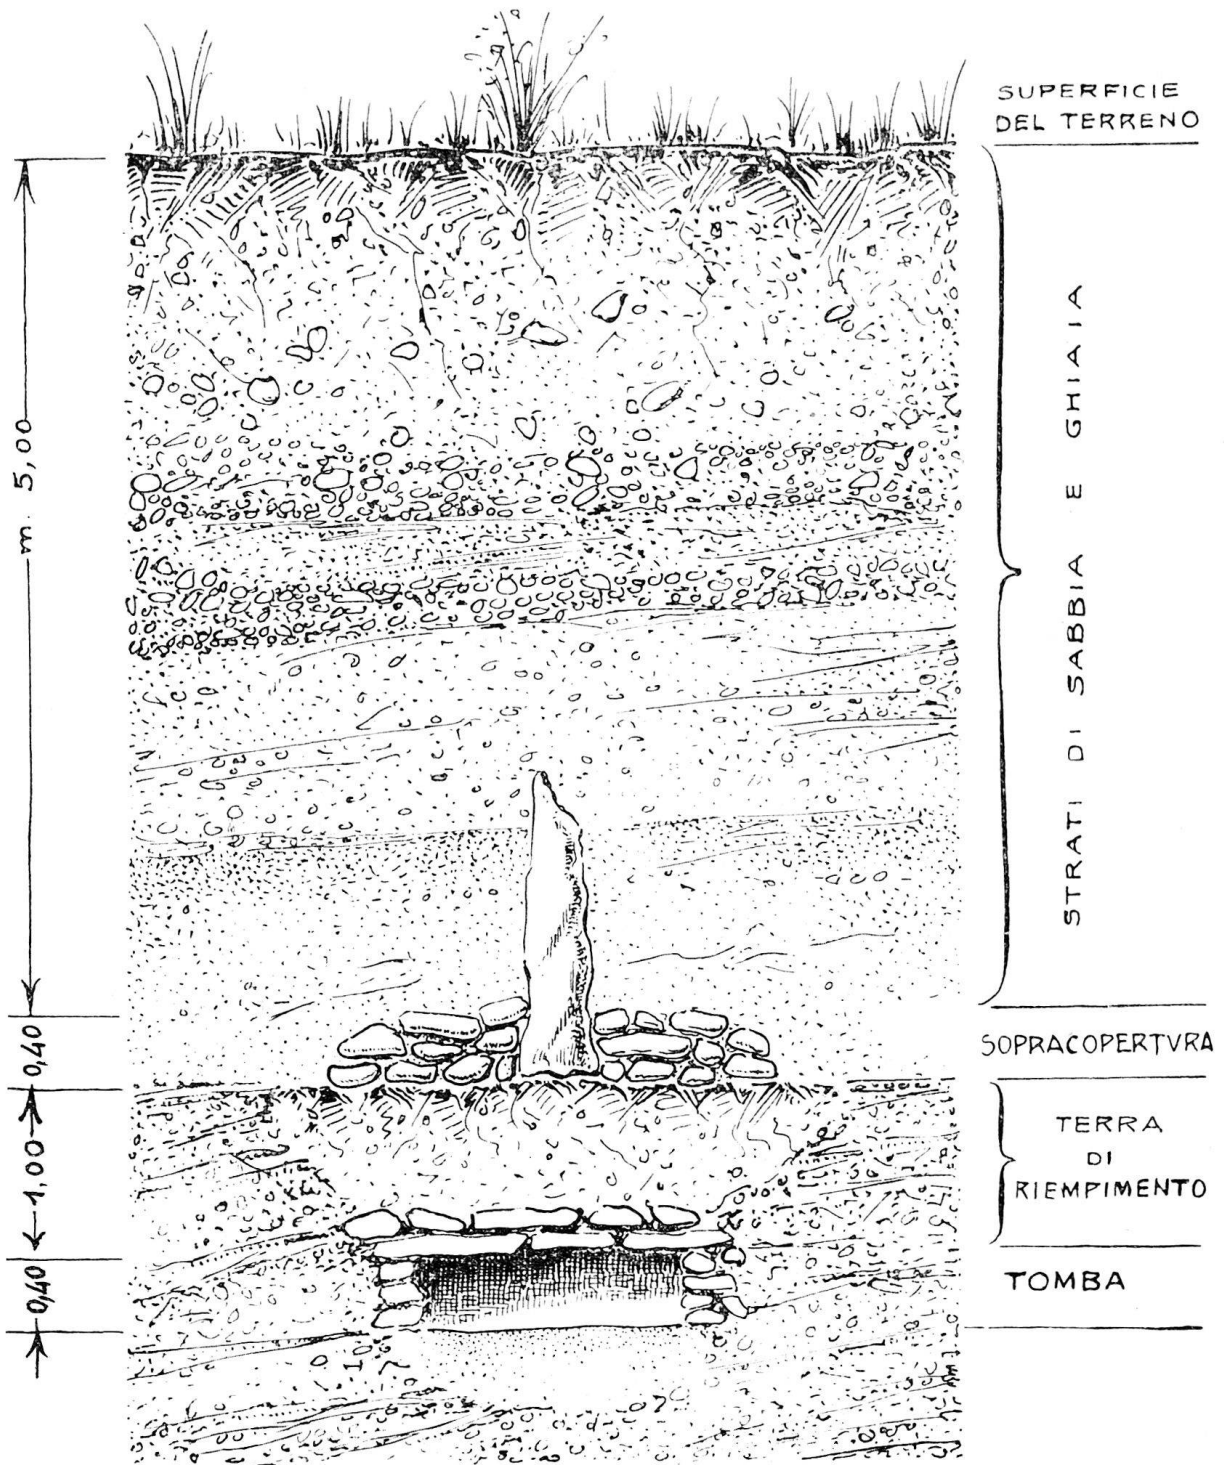 SUPERFICIE
DEL TERRENO
m. 5,00
STRATI DI SABBIA E GHIAIA
0,40
SOPRACOPERTVRA
1,00
TERRA
DI
RIEMPIMENTO
0,40
TOMBA